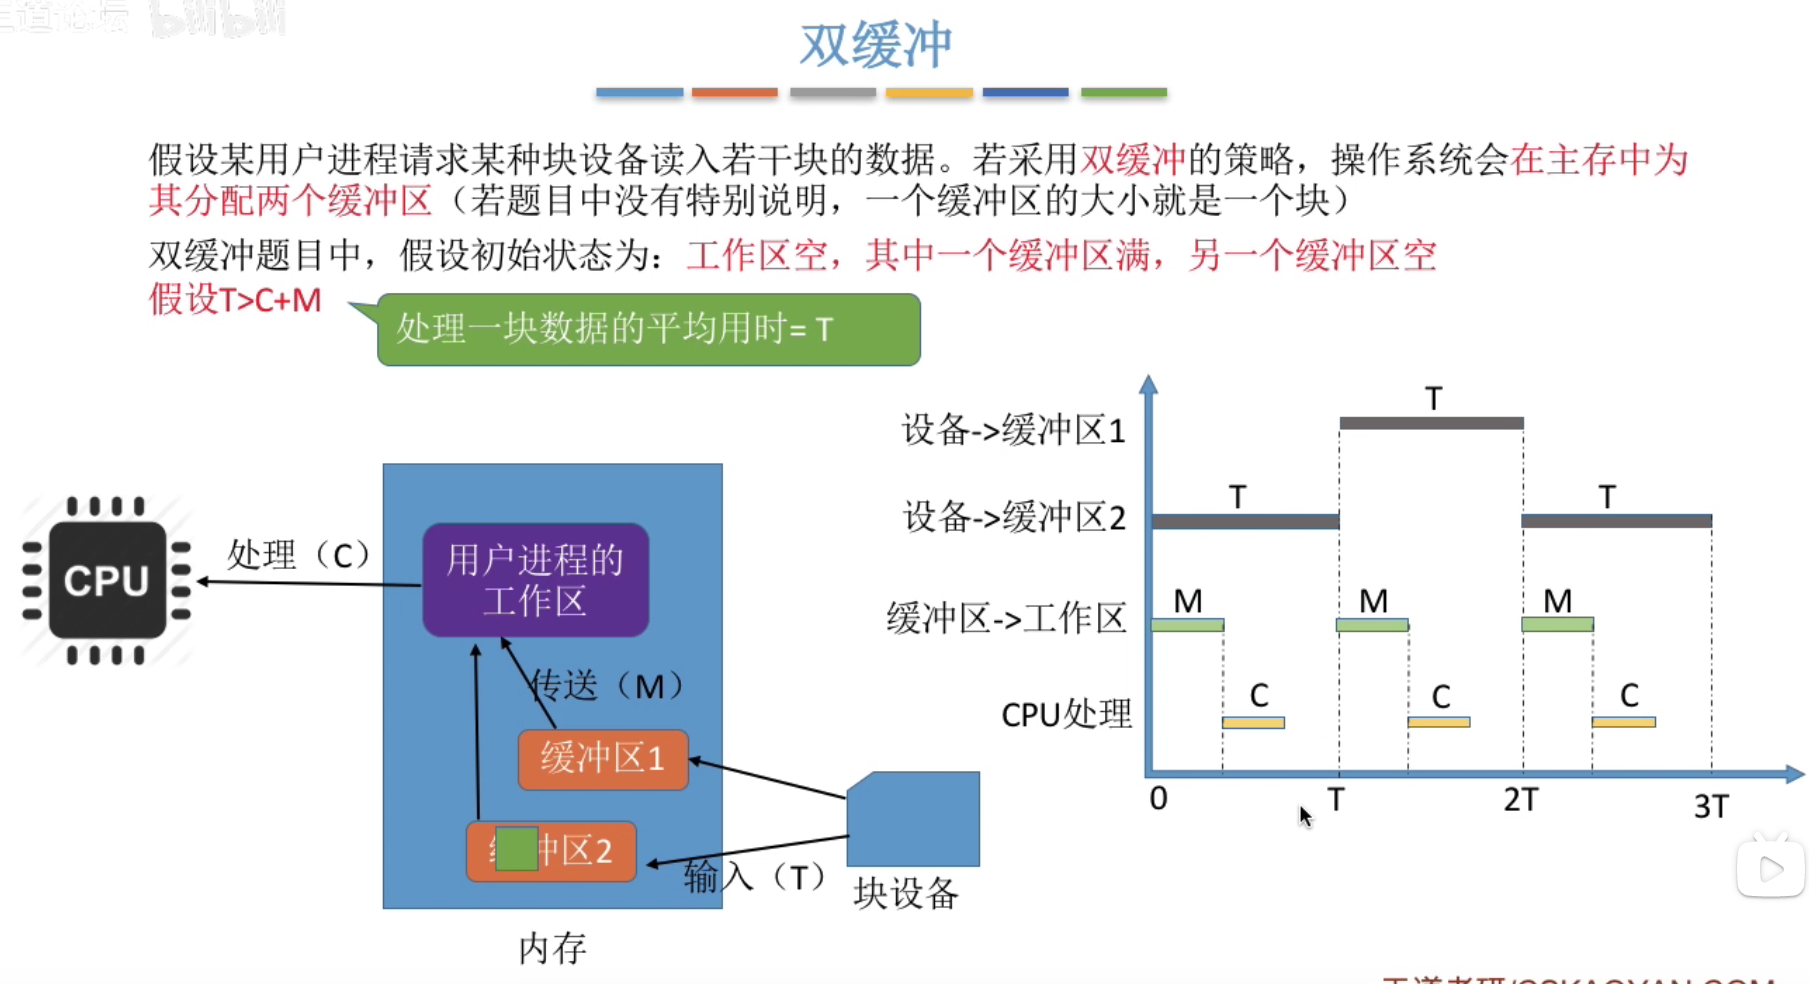 双缓冲
假设某用户进程请求某种块设备读入若干块的数据。若采用双缓冲的策略，操作系统会在主存中为
其分配两个缓冲区（若题目中没有特别说明，一个缓冲区的大小就是一个块）
双缓冲题目中，假设初始状态为：工作区空，其中一个缓冲区满，另一个缓冲区空
假设T>C+M
处理一块数据的平均用时= T
CPU
处理（C）
用户进程的
工作区
传送（M）
缓冲区1
冲区2
输入（T）
块设备
内存
设备->缓冲区1
T
设备->缓冲区2
T
T
缓冲区->工作区
M
M
M
CPU处理
C
C
C
0
T
2T
3T